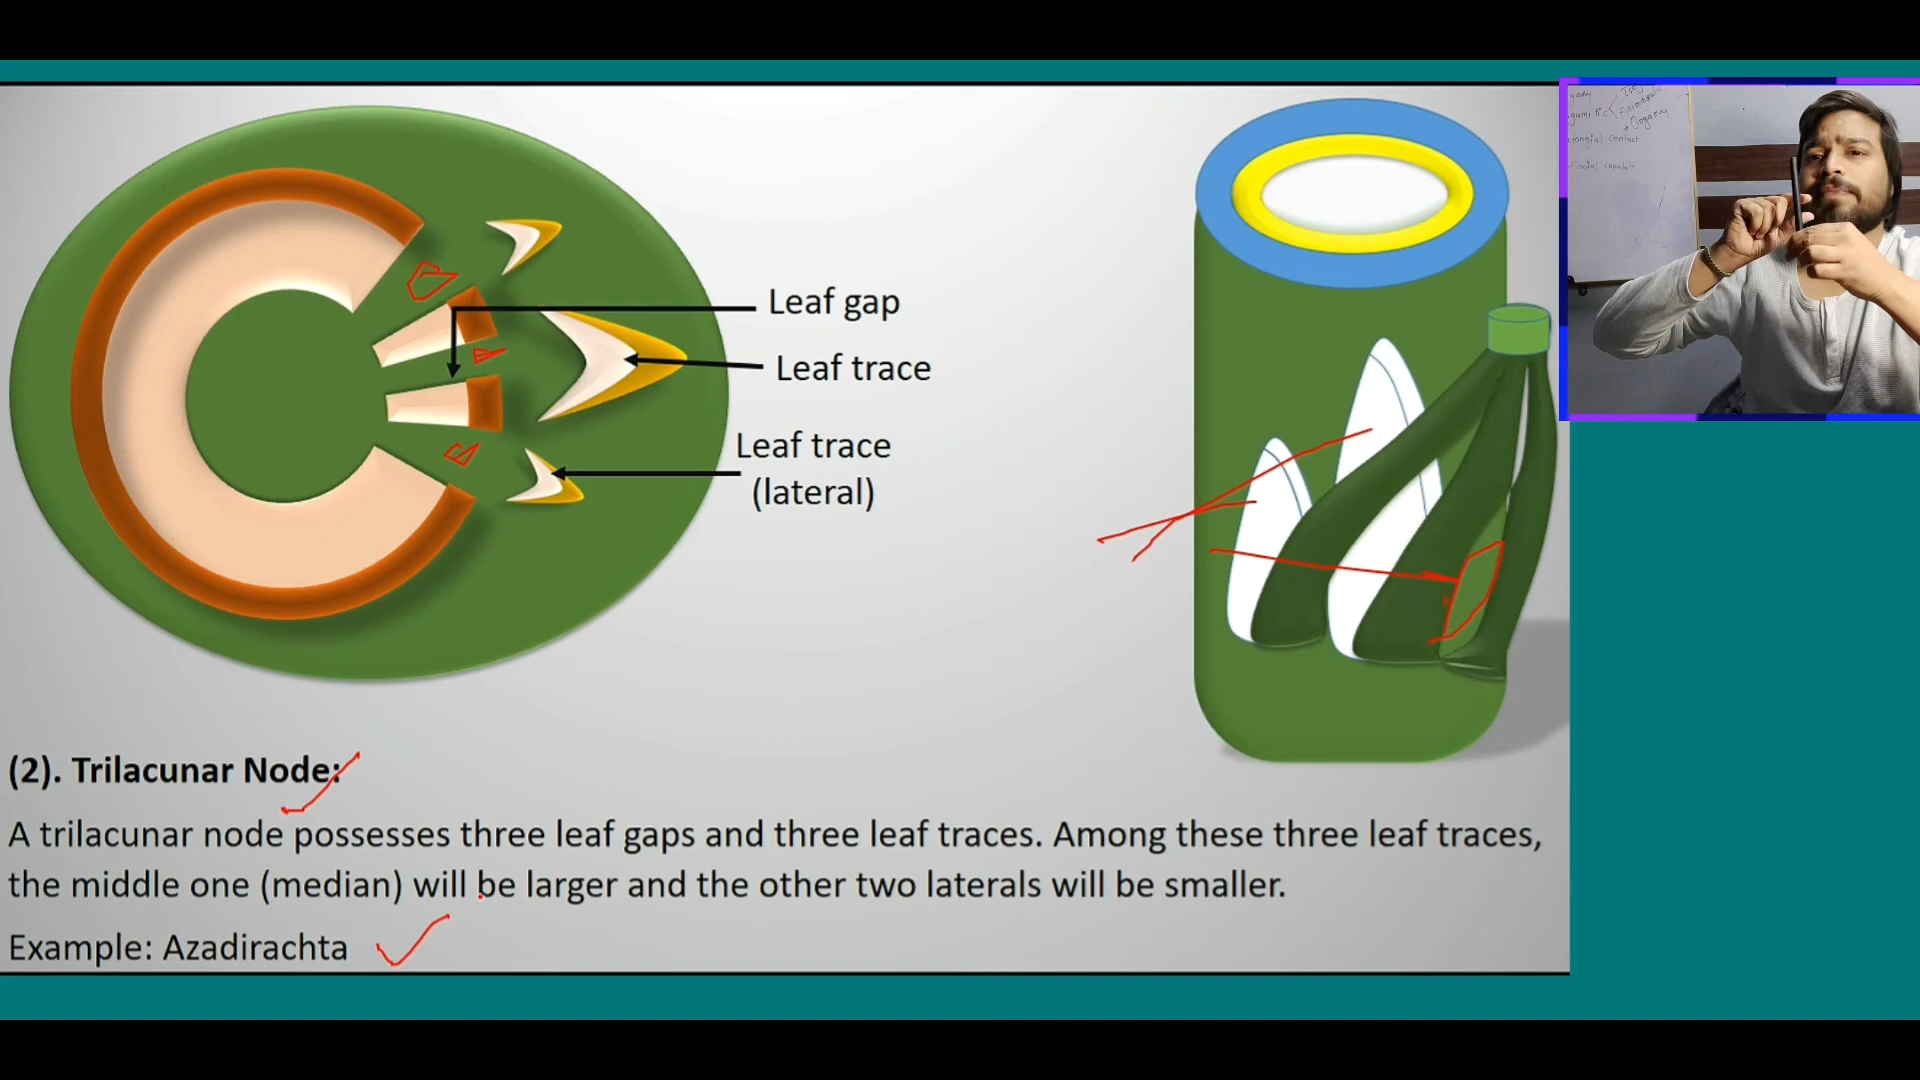 Leaf gap
Leaf trace
Leaf trace
(lateral)
(2). Trilacunar Node:
A trilacunar node possesses three leaf gaps and three leaf traces. Among these three leaf traces,
the middle one (median) will be larger and the other two laterals will be smaller.
Example: Azadirachta
Oogamy
contact